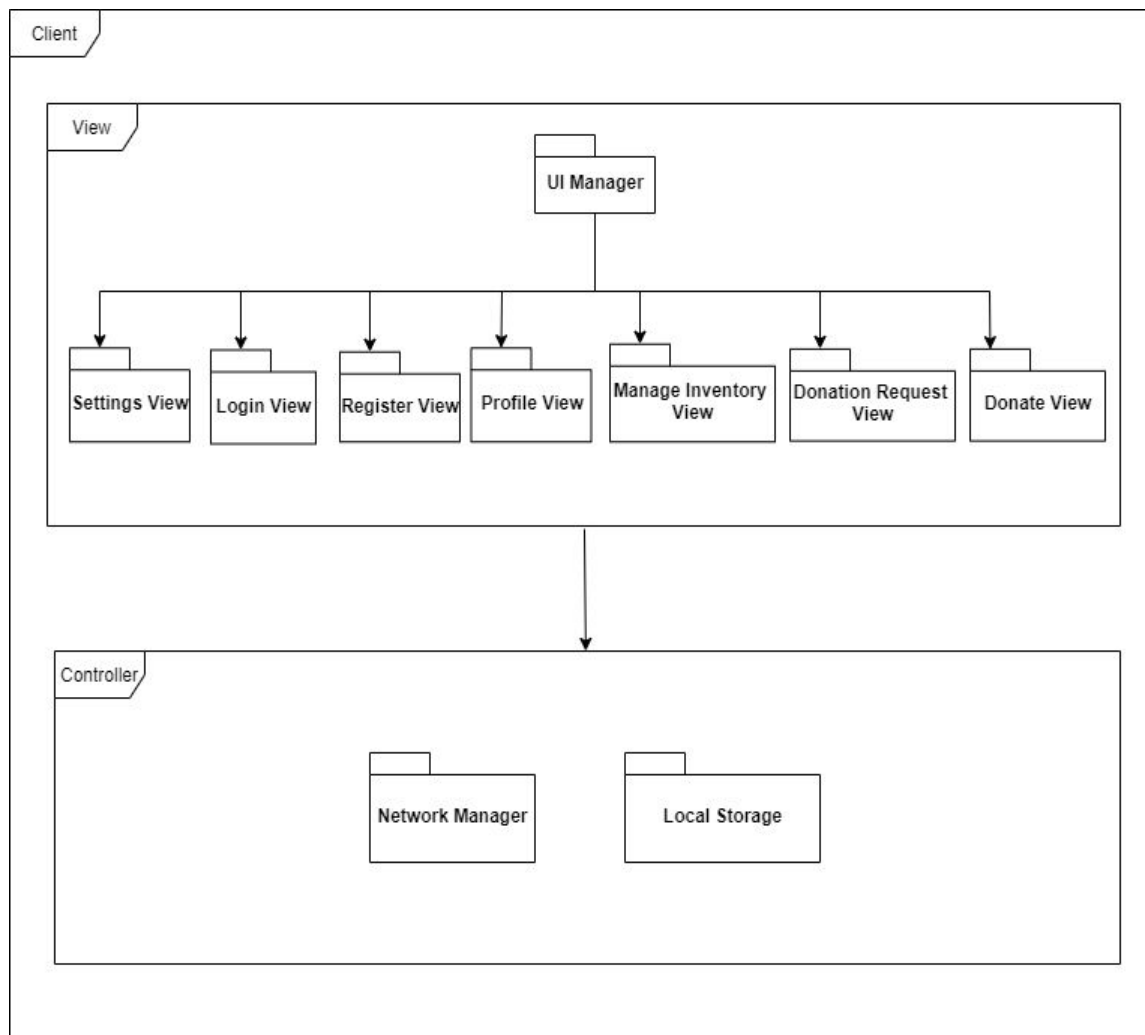 Client
View
UI Manager
Settings View
Login View
Register View
Profile View
Manage Inventory
View
Donation Request
View
Donate View
Controller
Network Manager
Local Storage